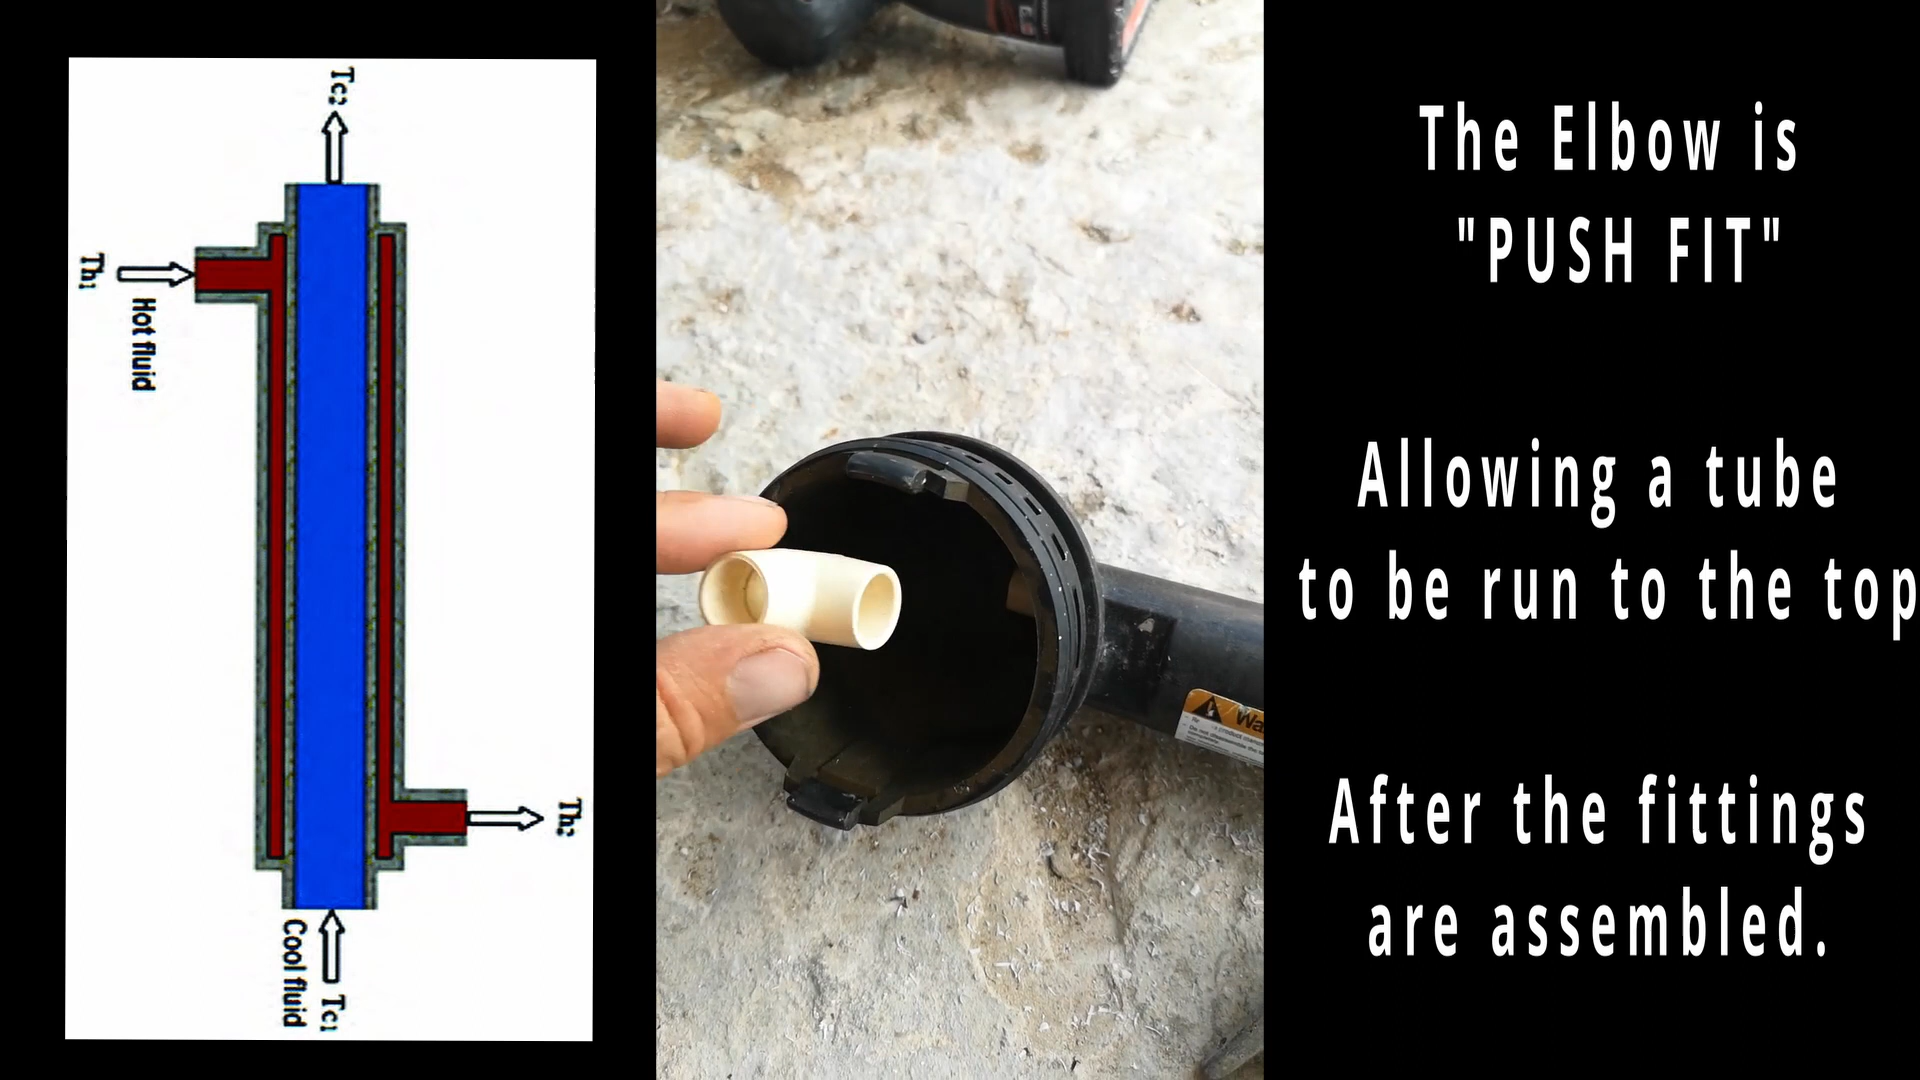 Tc2
Th1
Hot fluid
Th2
Cool fluid
Tc1
The Elbow is
"PUSH FIT"
Allowing a tube
to be run to the top
After the fittings
are assembled.